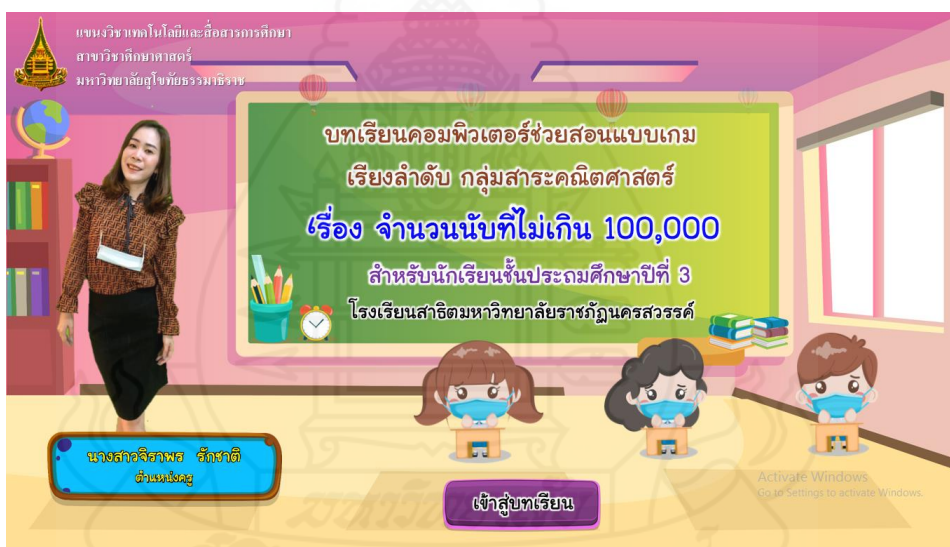 แขนงวิชาเทคโนโลยีและสื่อสารการศึกษา
สาขาวิชาศึกษาศาสตร์
มหาวิทยาลัยสุโขทัยธรรมาธิราช
บทเรียนคอมพิวเตอร์ช่วยสอนแบบเกม
เรียงลำดับ กลุ่มสาระคณิตศาสตร์
เรื่อง จำนวนนับที่ไม่เกิน 100,000
สำหรับนักเรียนชั้นประถมศึกษาปีที่ 3
โรงเรียนสาธิตมหาวิทยาลัยราชภัฏนครสวรรค์
นางสาวจิราพร รักชาติ
ตำแหน่งครู
เข้าสู่บทเรียน
Activate Windows
Go to Settings to activate Windows.